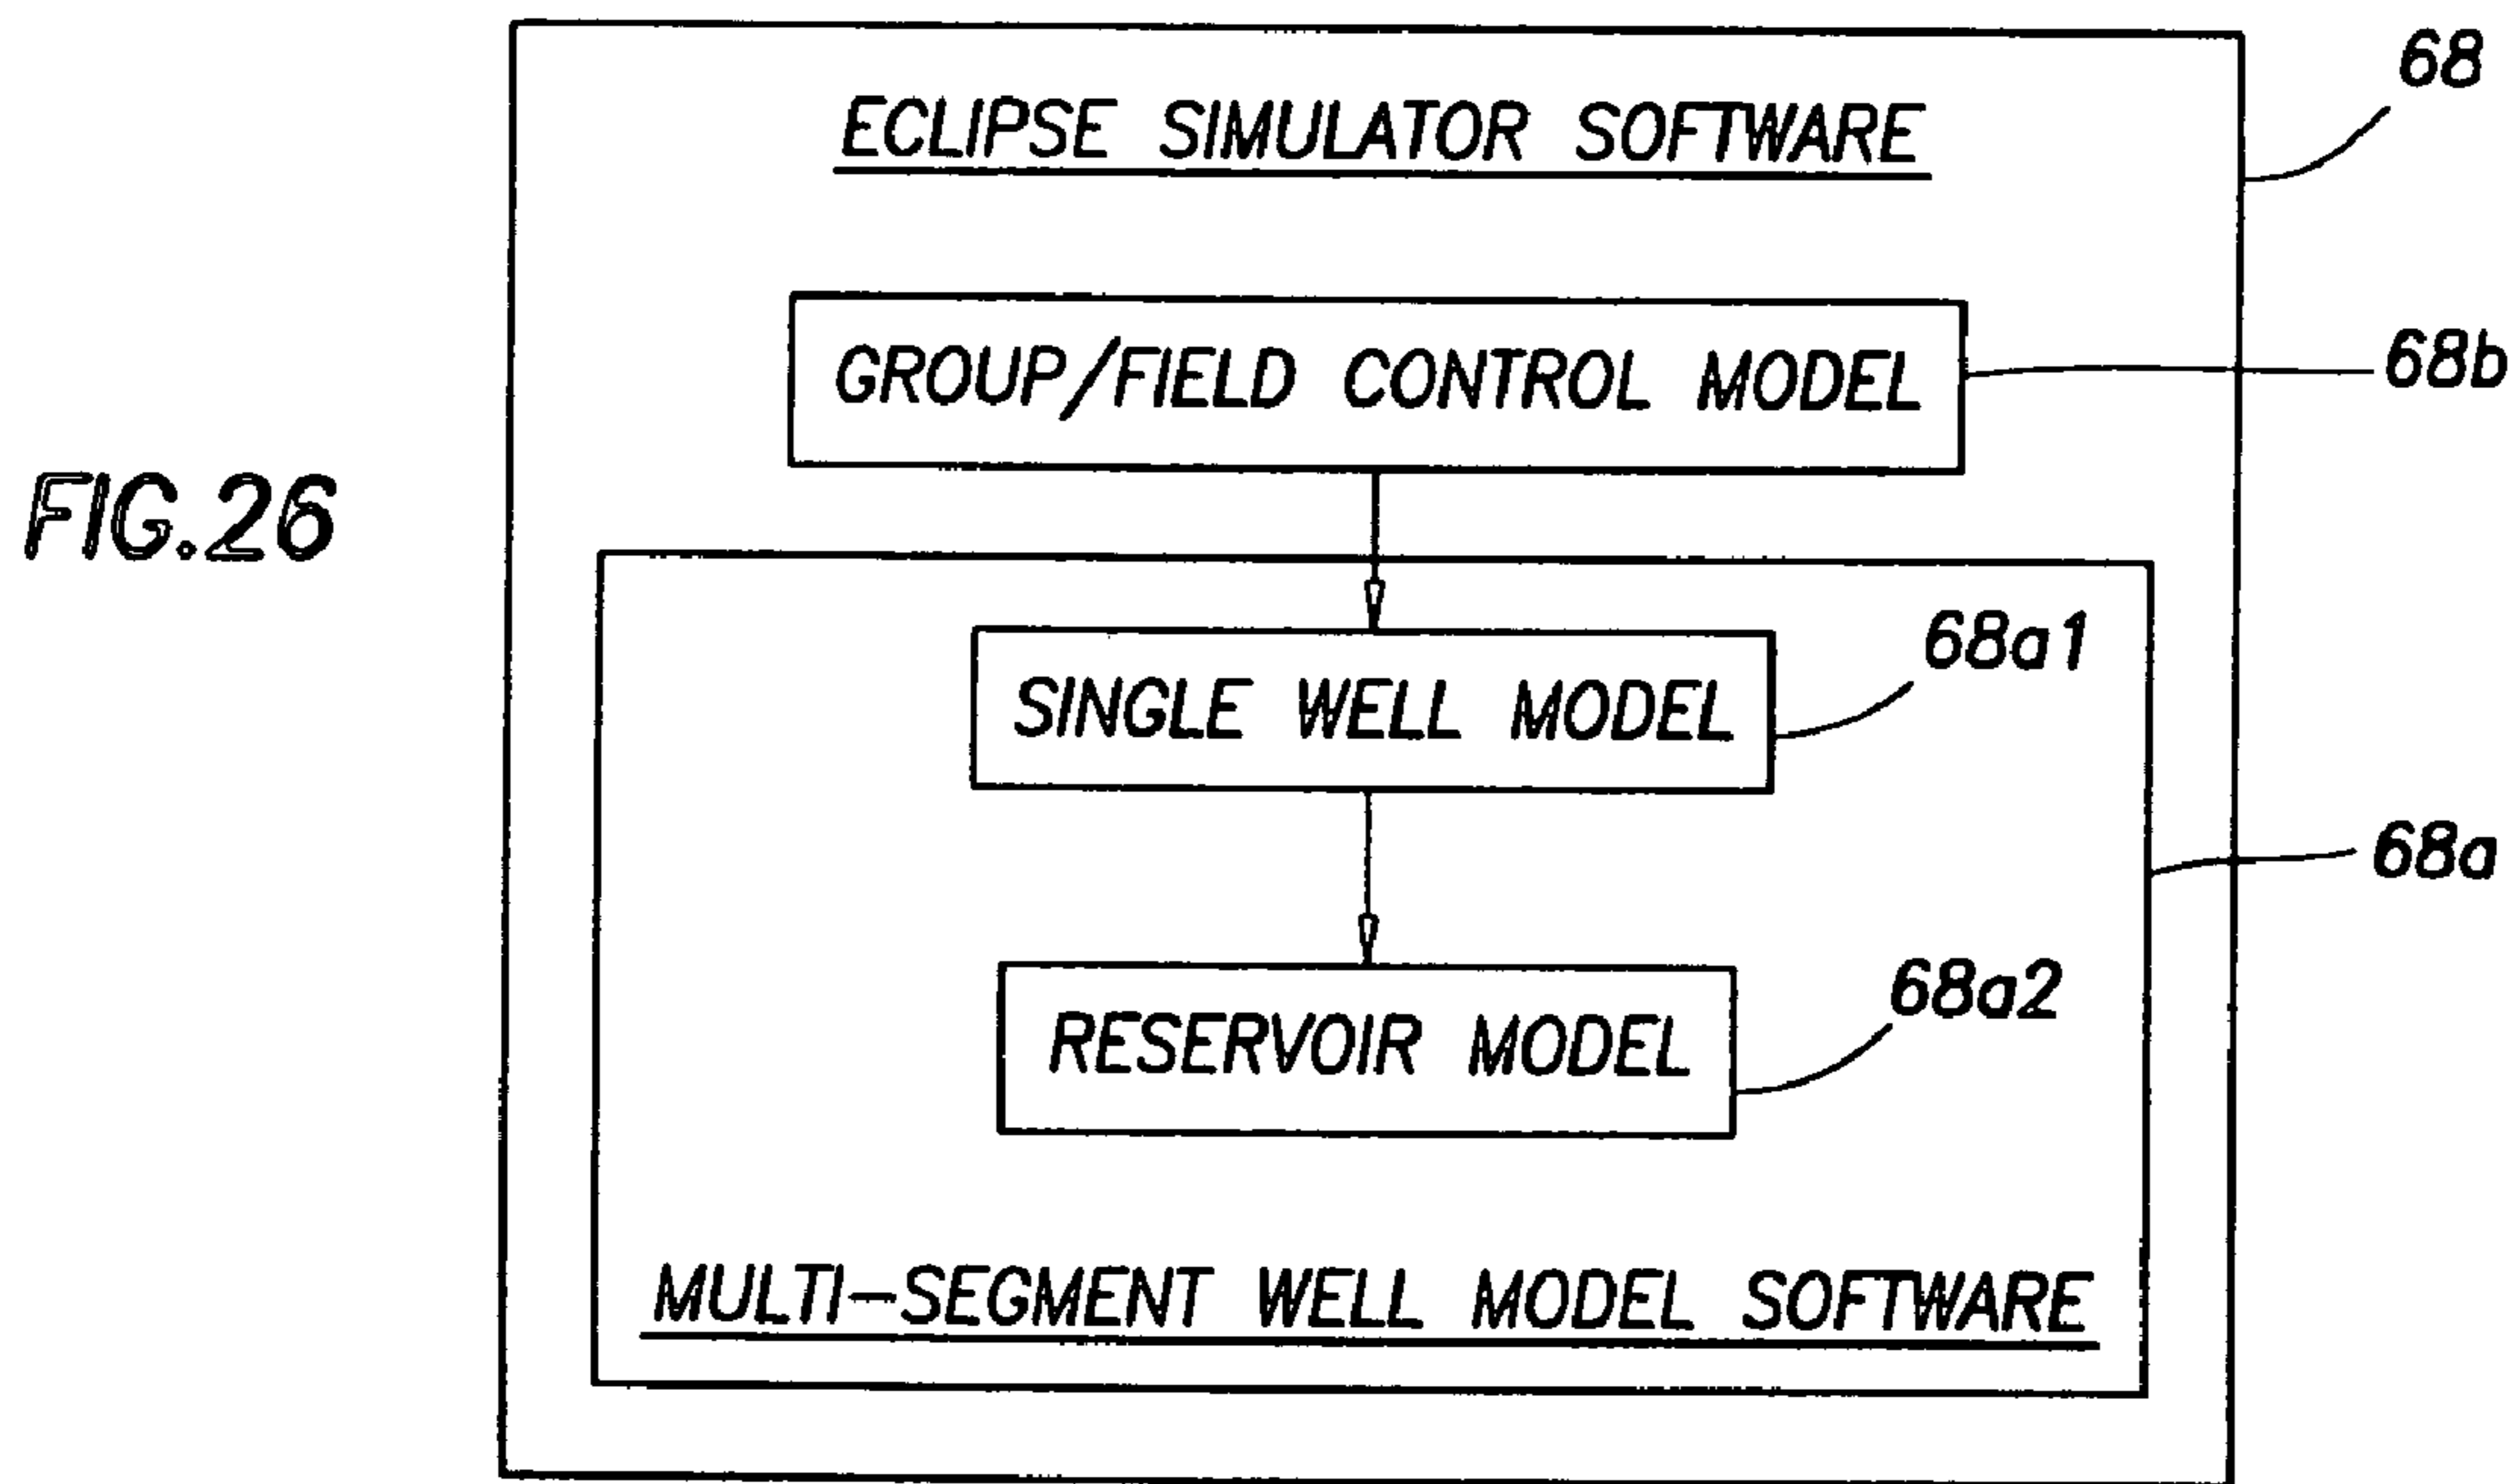 68
ECLIPSE SIMULATOR SOFTWARE
GROUP/FIELD CONTROL MODEL
68b
FIG.26
68a1
SINGLE WELL MODEL
68a
68a2
RESERVOIR MODEL
MULTI-SEGMENT WELL MODEL SOFTWARE